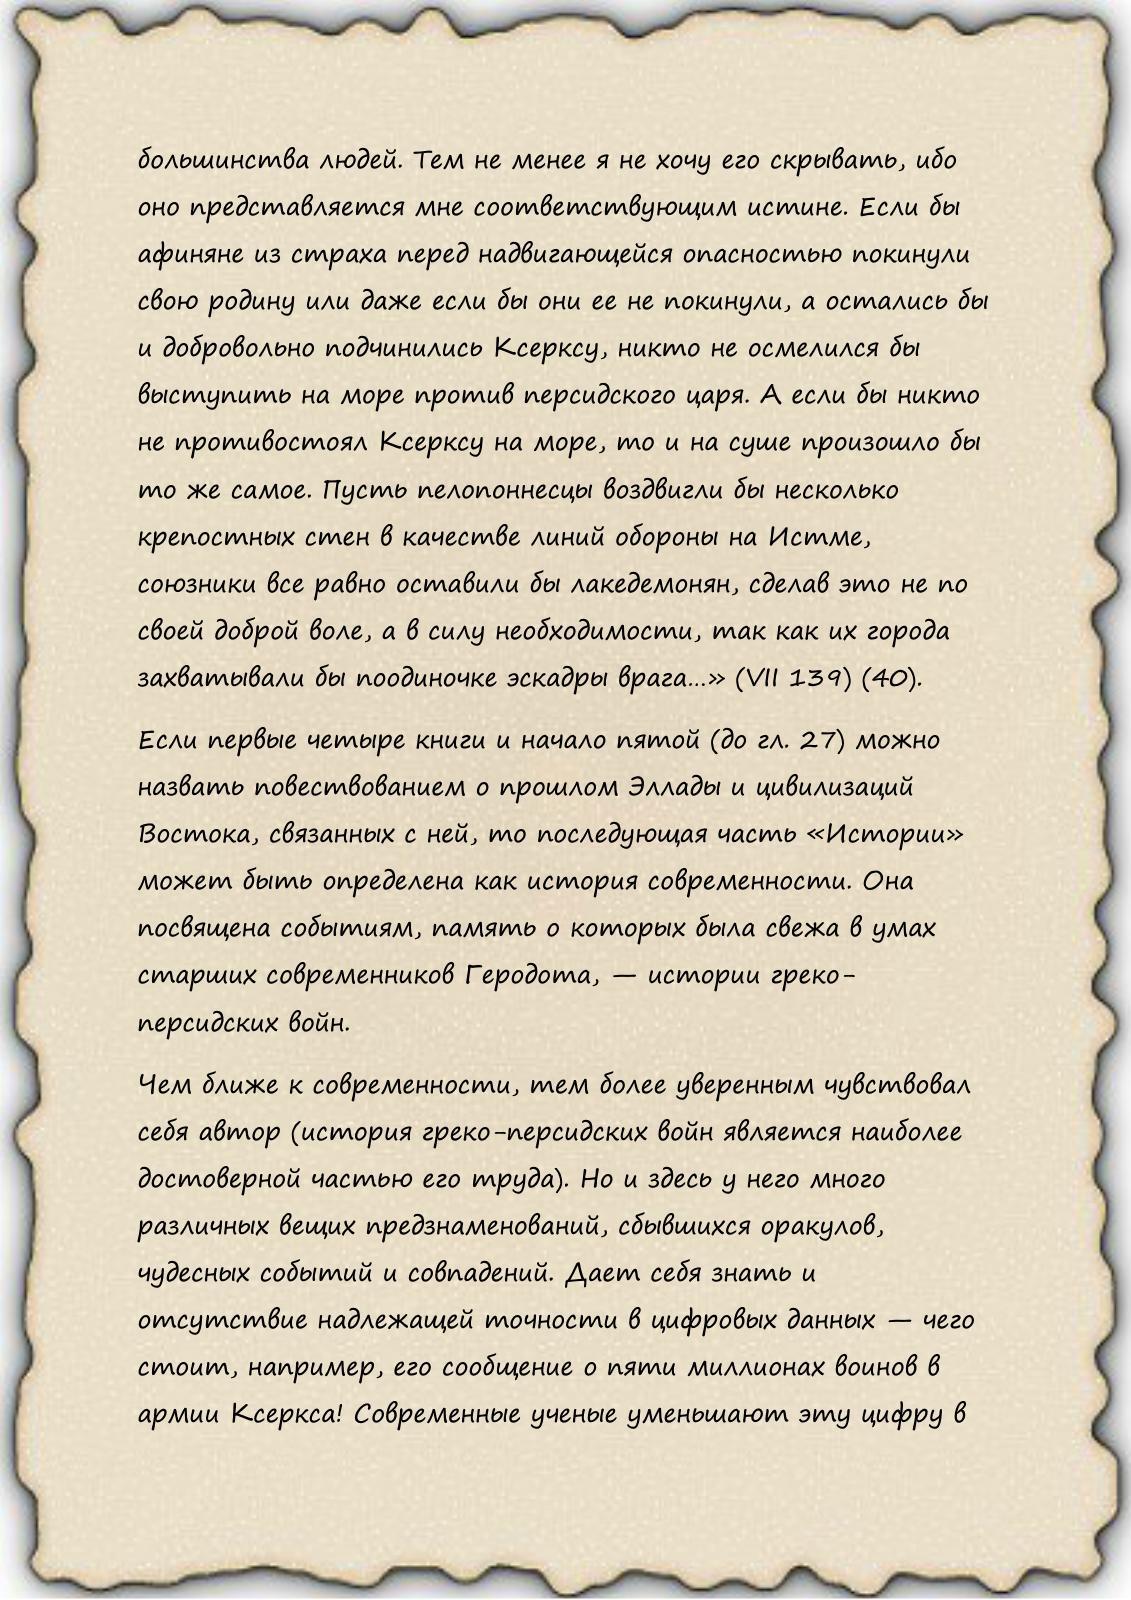 большинства людей. Тем не менее я не хочу его скрывать, ибо
оно представляется мне соответствующим истине. Если бы
афиняне из страха перед надвигающейся опасностью покинули
свою родину или даже если бы они ее не покинули, а остались бы
и добровольно подчинились Ксерксу, никто не осмелился бы
выступить на море против персидского царя. А если бы никто
не противостоял Ксерксу на море, то и на суше произошло бы
то же самое. Пусть пелопоннесцы воздвигли бы несколько
крепостных стен в качестве линий обороны на Истме,
союзники все равно оставили бы лакедемонян, сделав это не по
своей доброй воле, а в силу необходимости, так как их города
захватывали бы поодиночке эскадры врага...» (VII 139) (40).
Если первые четыре книги и начало пятой (до гл. 27) можно
назвать повествованием о прошлом Эллады и цивилизаций
Востока, связанных с ней, то последующая часть «Истории»
может быть определена как история современности. Она
посвящена событиям, память о которых была свежа в умах
старших современников Геродота, — истории греко-
персидских войн.
Чем ближе к современности, тем более уверенным чувствовал
себя автор (история греко-персидских войн является наиболее
достоверной частью его труда). Но и здесь у него много
различных вещих предзнаменований, сбывшихся оракулов,
чудесных событий и совпадений. Дает себя знать и
отсутствие надлежащей точности в цифровых данных — чего
стоит, например, его сообщение о пяти миллионах воинов в
армии Ксеркса! Современные ученые уменьшают эту цифру в